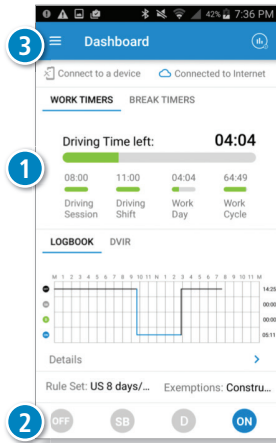 42% 7:36 PM
3
Dashboard
Connect to a device Connected to Internet
WORK TIMERS BREAK TIMERS
1
Driving Time left: 04:04
08:00 11:00 04:04 64:49
Driving Session Driving Shift Work Day Work Cycle
LOGBOOK DVIR
M 1 2 3 4 5 6 7 8 9 10 11 N 1 2 3 4 5 6 7 8 9 10 11 M
14:25
00:00
00:00
05:11
Details
Rule Set: US 8 days/... Exemptions: Constru...
2
OFF SB D ON